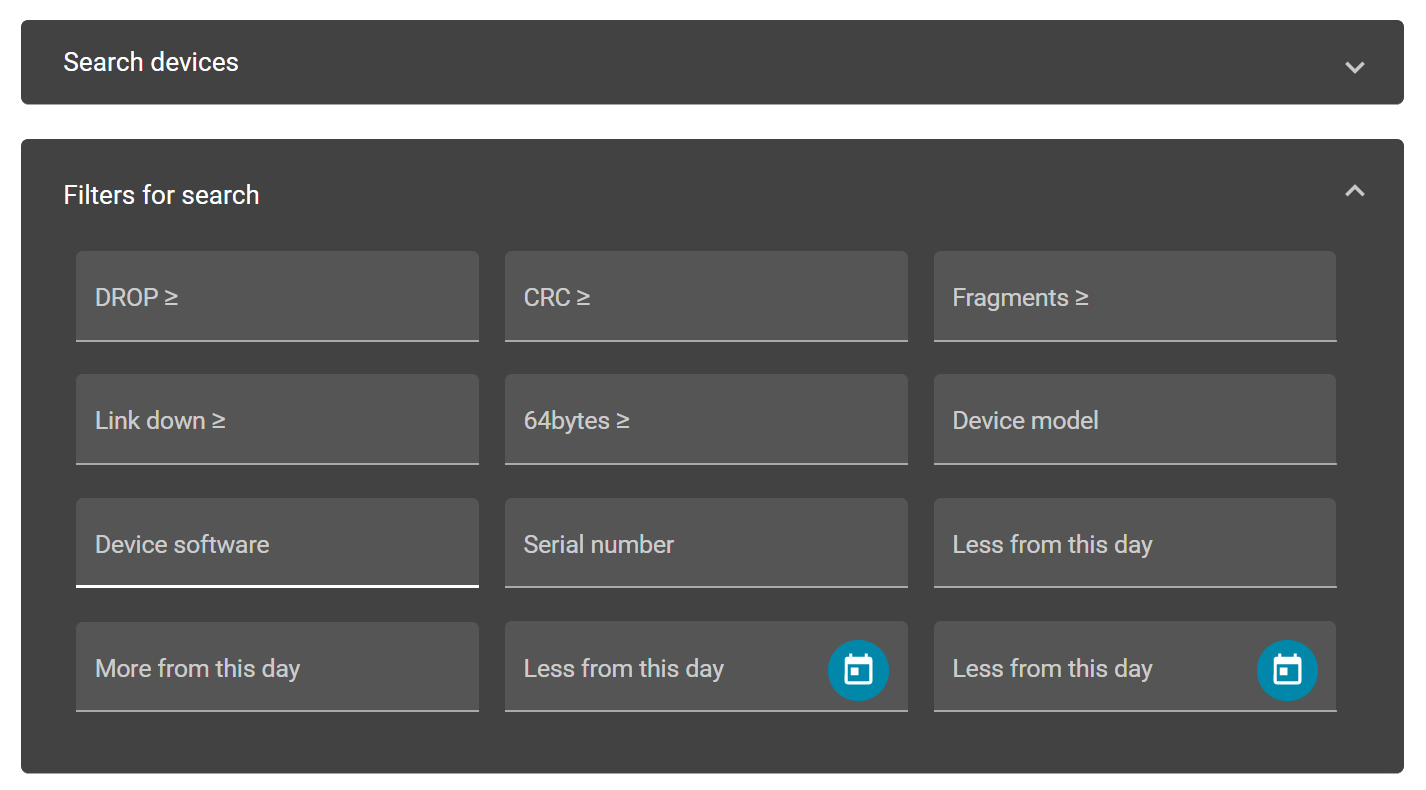 Search devices
Filters for search
DROP ≥
CRC ≥
Fragments ≥
Link down ≥
64bytes ≥
Device model
Device software
Serial number
Less from this day
More from this day
Less from this day
Less from this day